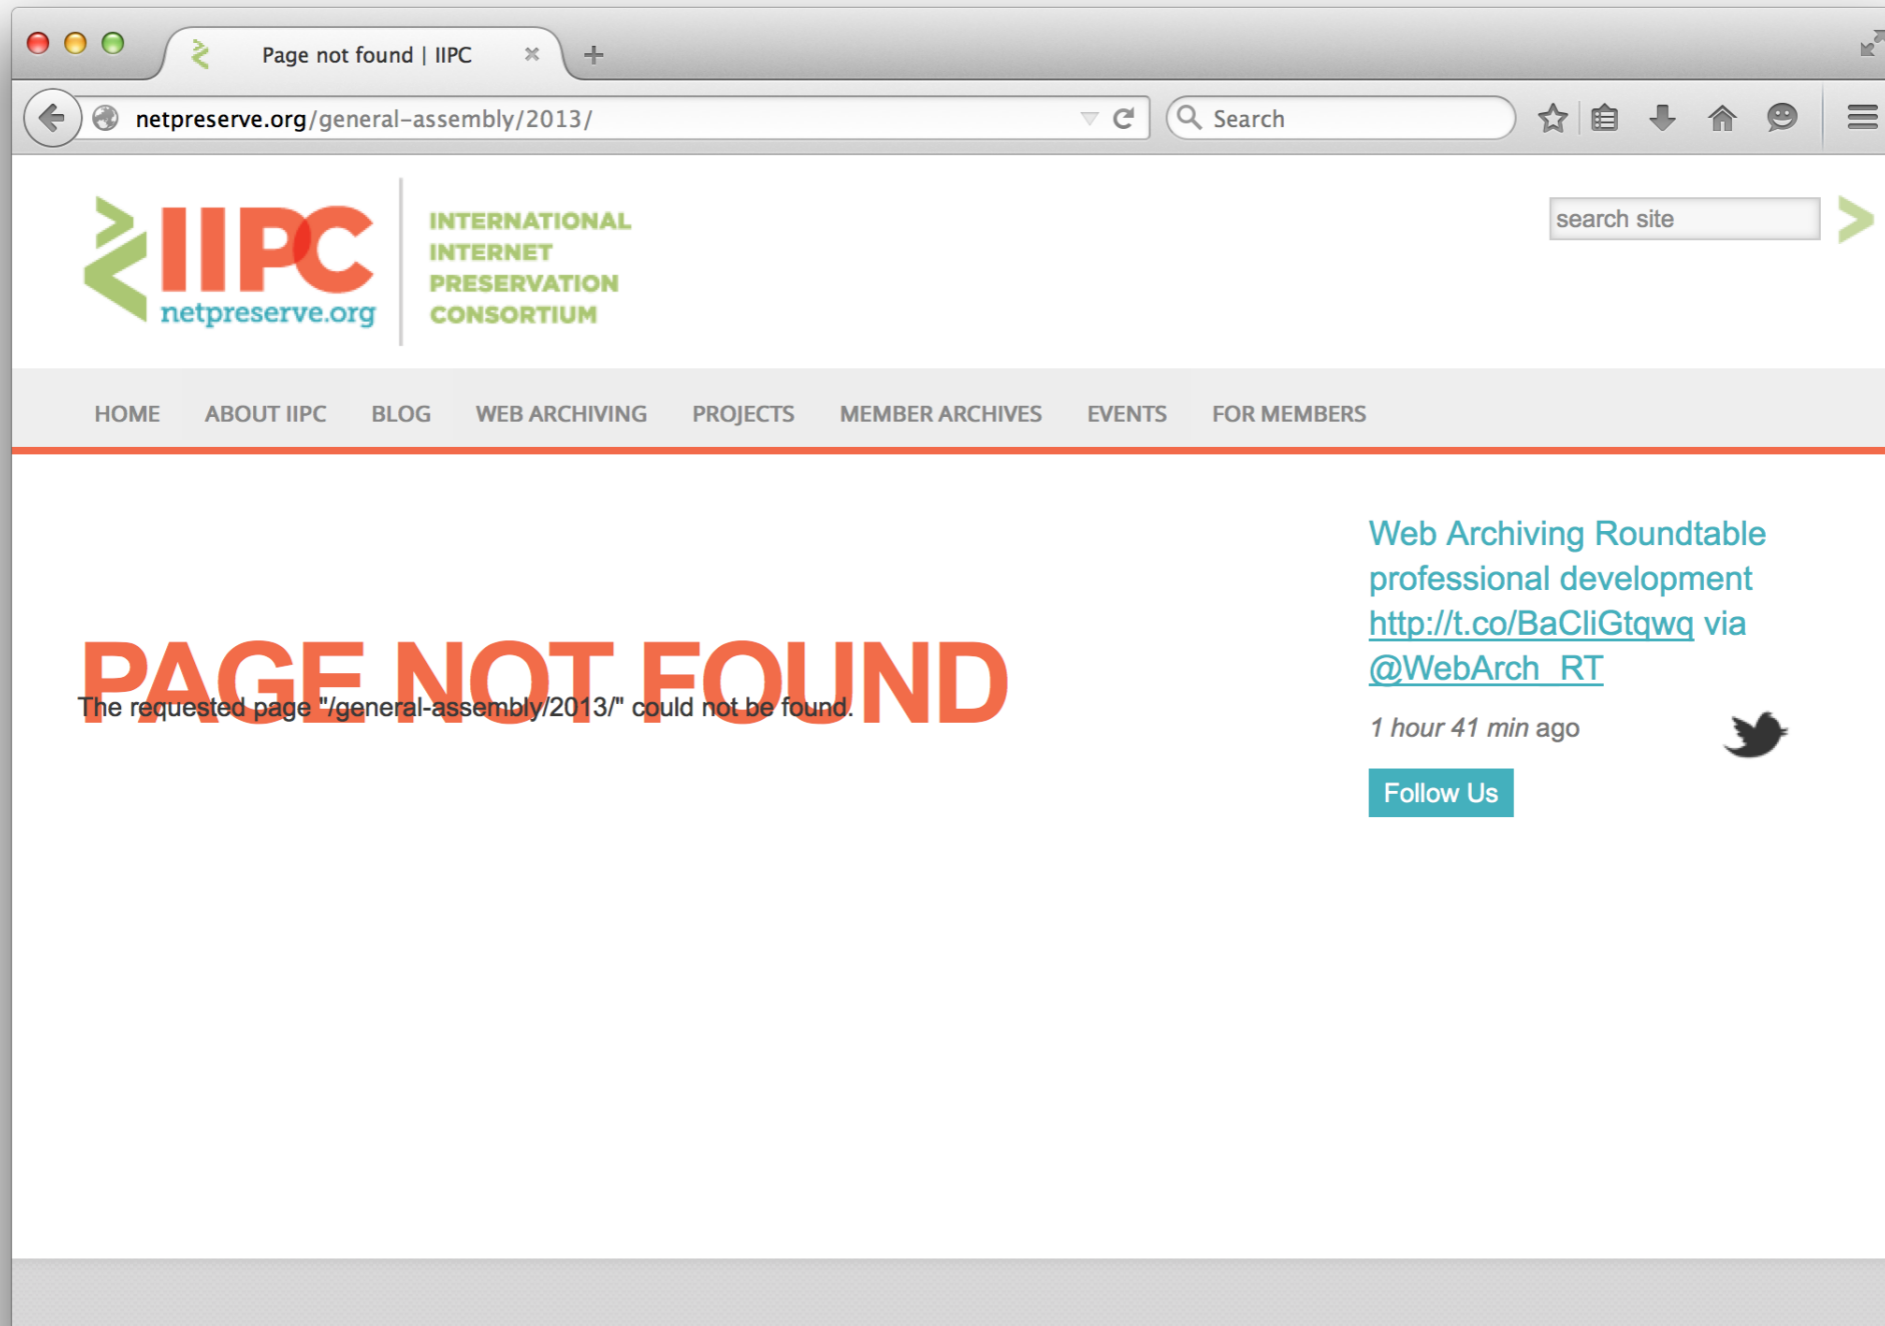 Page not found | IIPC
netpreserve.org/general-assembly/2013/
Search
IIPC
netpreserve.org
INTERNATIONAL
INTERNET
PRESERVATION
CONSORTIUM
search site
HOME ABOUT IIPC BLOG WEB ARCHIVING PROJECTS MEMBER ARCHIVES EVENTS FOR MEMBERS
PAGE NOT FOUND
The requested page "/general-assembly/2013/" could not be found.
Web Archiving Roundtable
professional development
http://t.co/BaCliGtqwq via
@WebArch_RT
1 hour 41 min ago
Follow Us